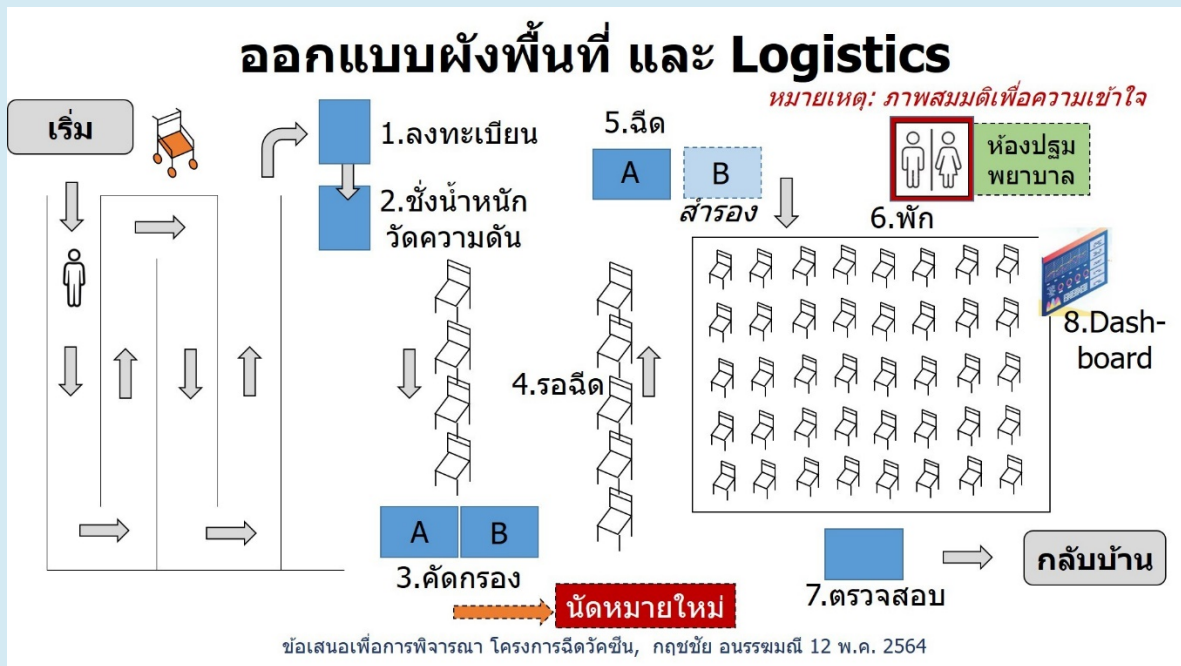 ออกแบบผังพื้นที่ และ Logistics
หมายเหตุ: ภาพสมมติเพื่อความเข้าใจ
เริ่ม
1.ลงทะเบียน
2.ชั่งน้ำหนัก
วัดความดัน
A
B
3.คัดกรอง
นัดหมายใหม่
4.รอฉีด
5.ฉีด
A
B
สำรอง
ห้องปฐม
พยาบาล
6.พัก
8.Dash-
board
7.ตรวจสอบ
กลับบ้าน
ข้อเสนอเพื่อการพิจารณา โครงการฉีดวัคซีน, กฤชชัย อนรรฆมณี 12 พ.ค. 2564